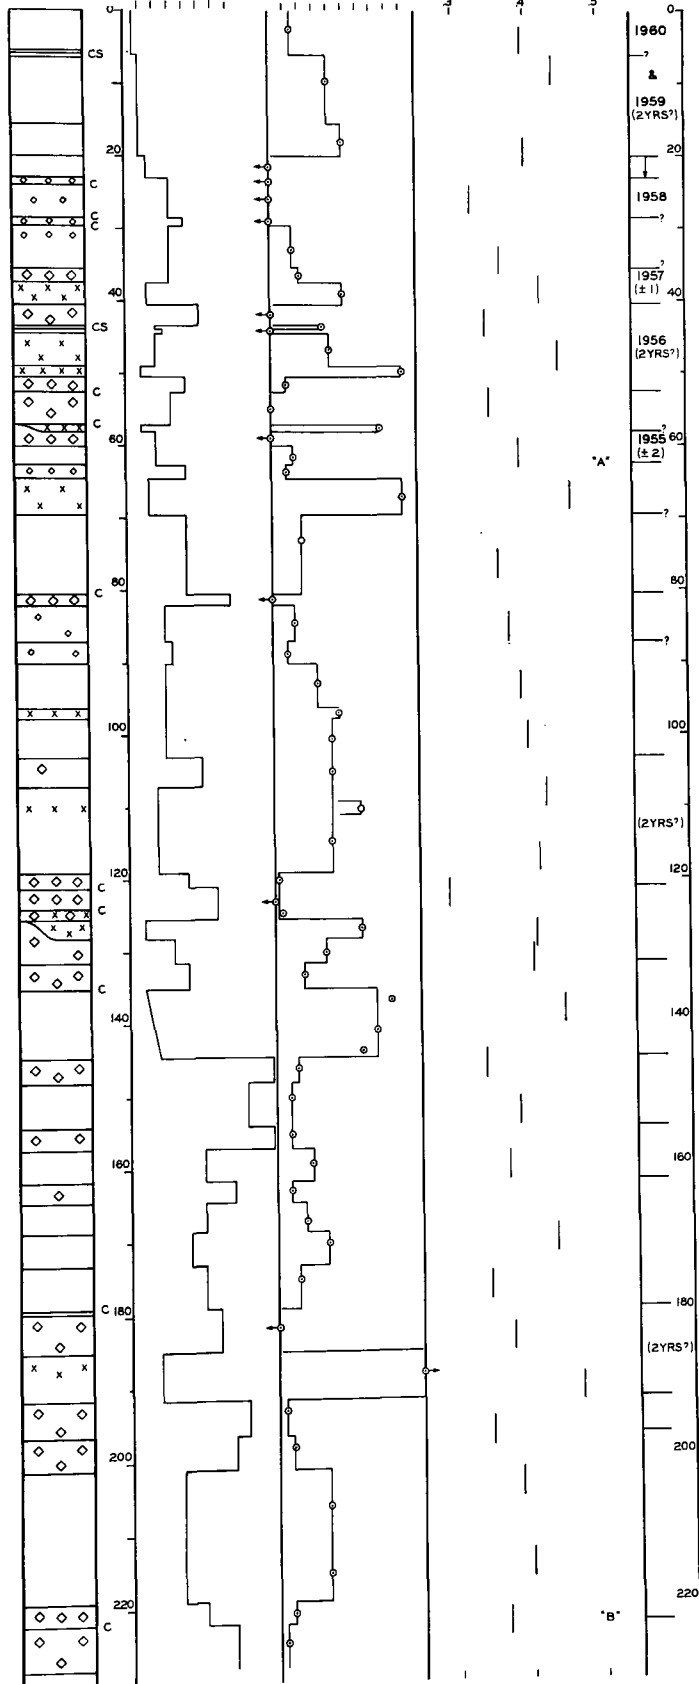 0 .3 .4 .5 0
1960
CS ?
&
1959
(2YRS?)
20 20
C
1958
C ?
C
?
1957
40 (±1) 40
CS
1956
(2YRS?)
C
C ?
60 1955 60
"A" (±2)
?
80 C 80
?
100 100
(2YRS?)
120 C 120
C
C
140 140
160 160
C 180 180
(2YRS?)
200 200
220 220
C "B"